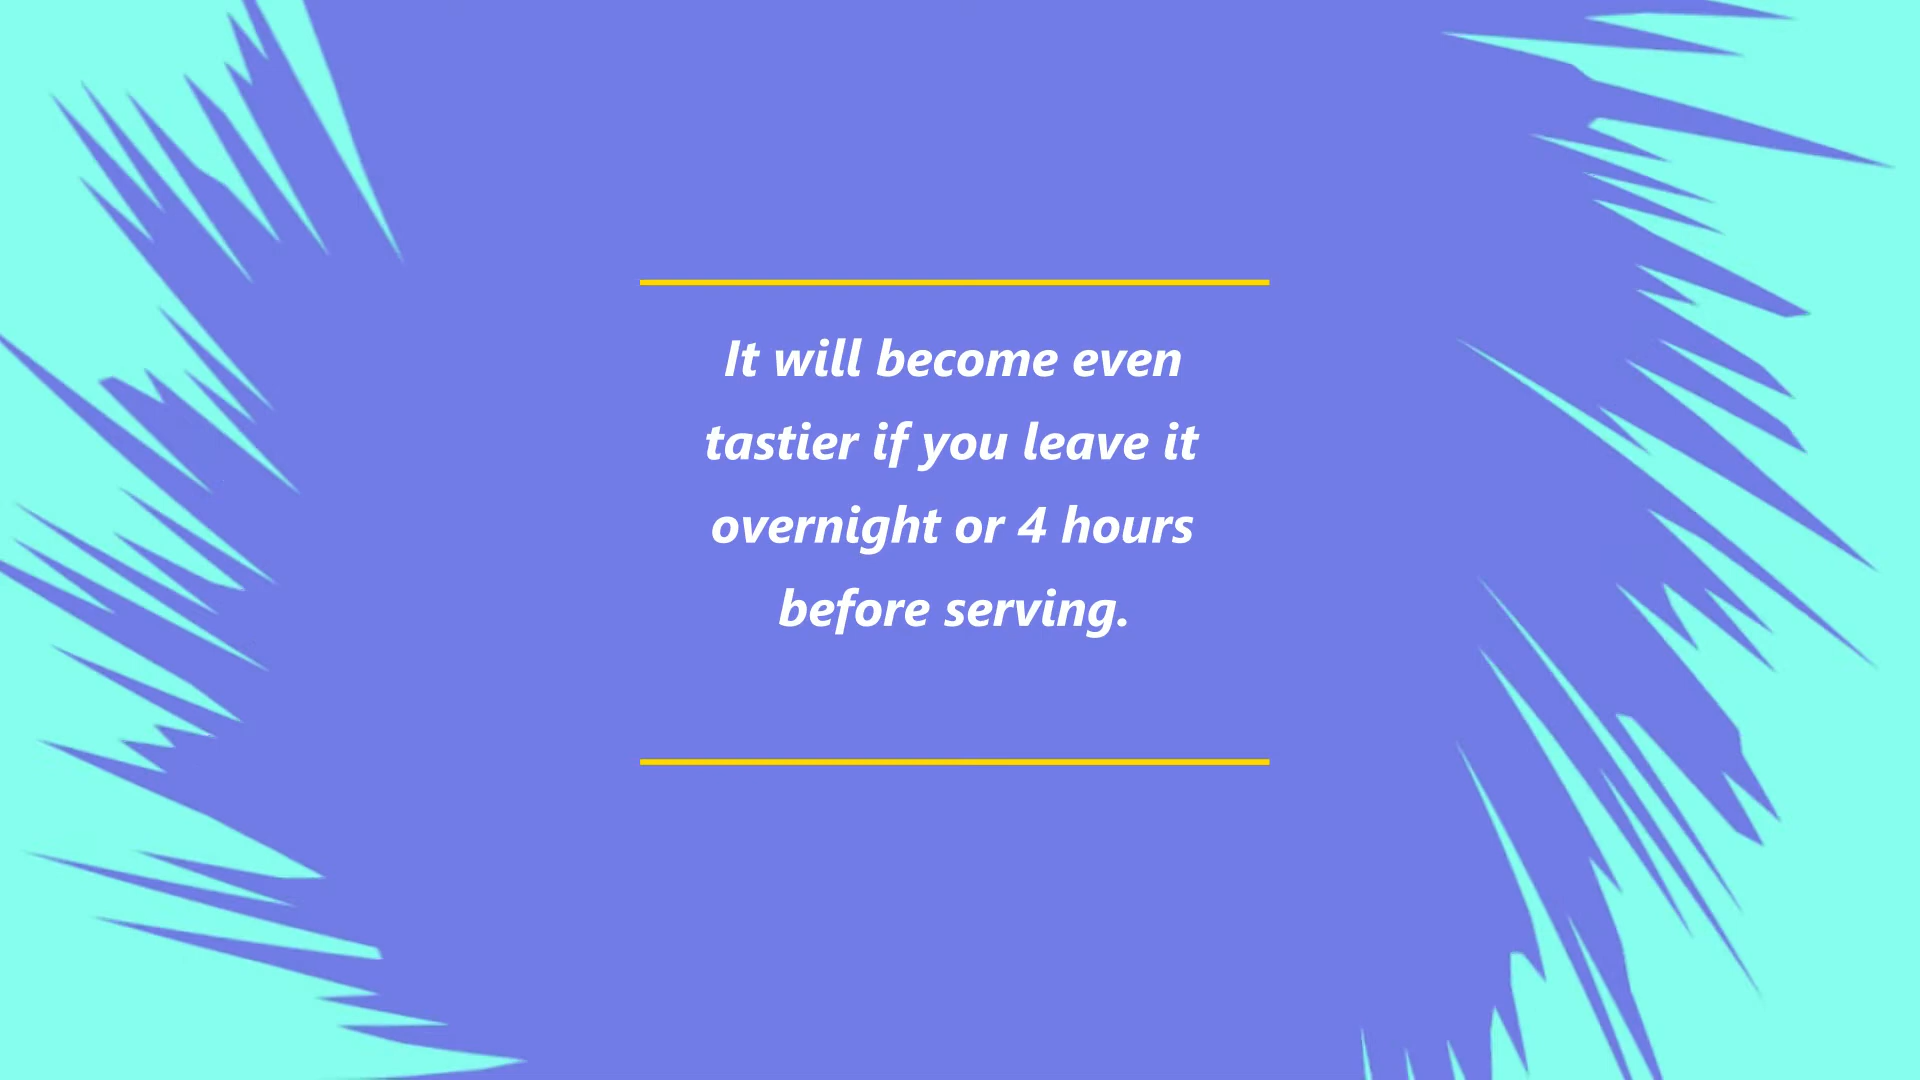 It will become even
tastier if you leave it
overnight or 4 hours
before serving.